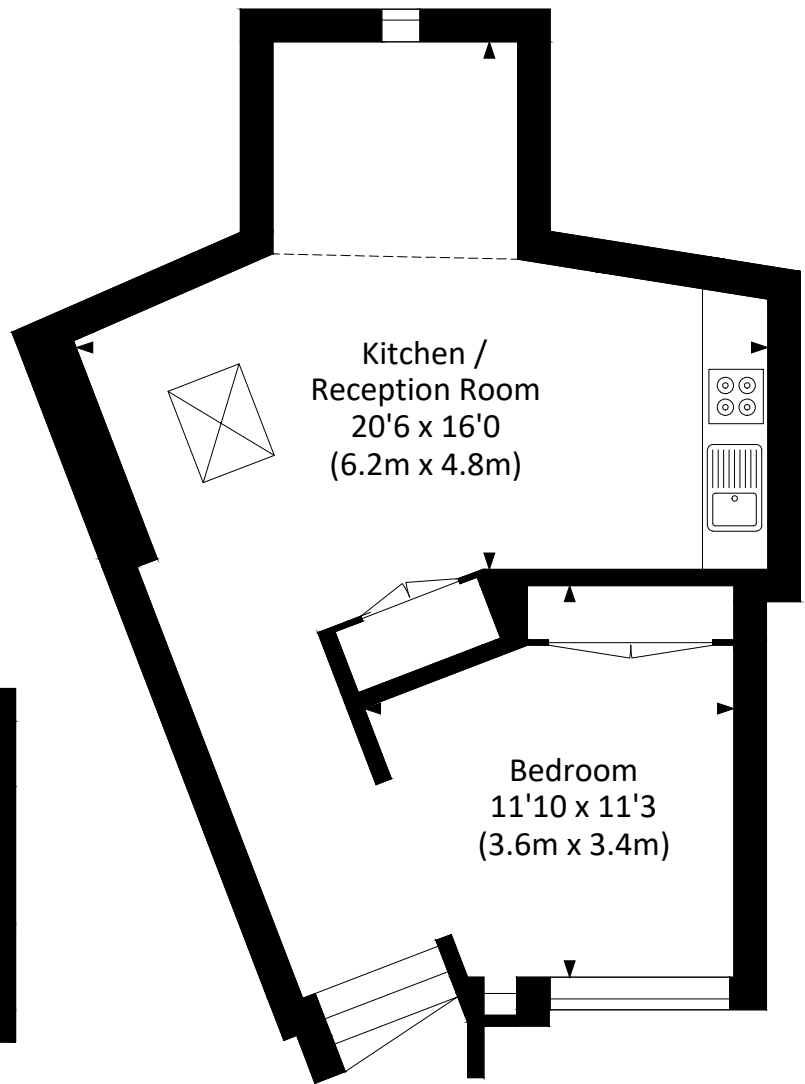 Kitchen /
Reception Room
20'6 x 16'0
(6.2m x 4.8m)
Bedroom
11'10 x 11'3
(3.6m x 3.4m)